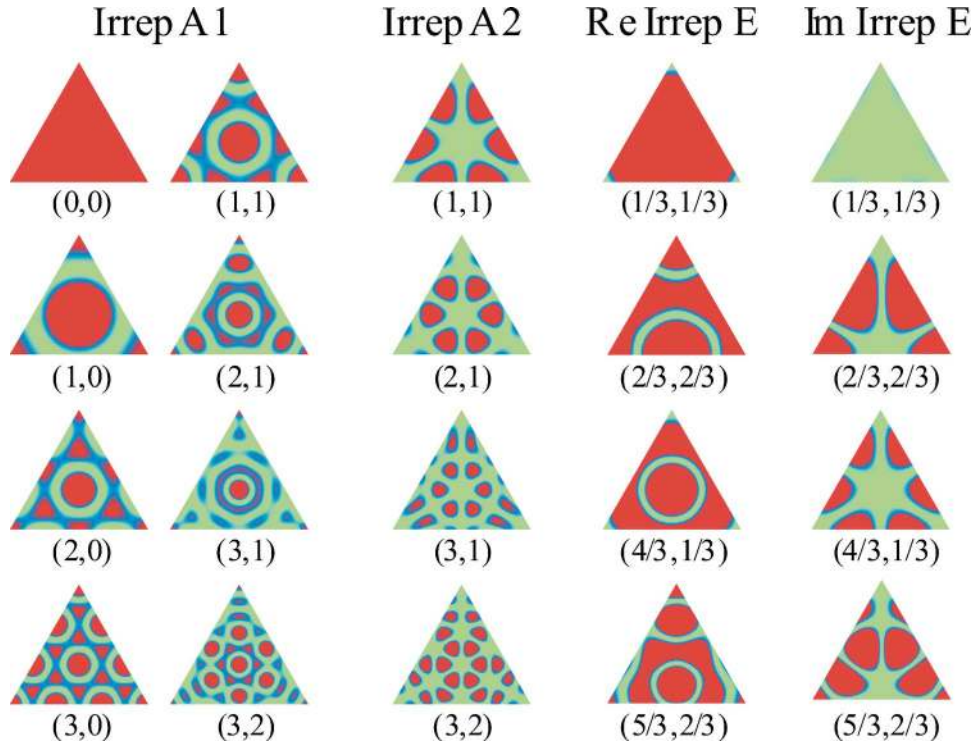 Irrep A1 Irrep A2 Re Irrep E Im Irrep E
(0,0) (1,1) (1,1) (1/3,1/3) (1/3,1/3)
(1,0) (2,1) (2,1) (2/3,2/3) (2/3,2/3)
(2,0) (3,1) (3,1) (4/3,1/3) (4/3,1/3)
(3,0) (3,2) (3,2) (5/3,2/3) (5/3,2/3)